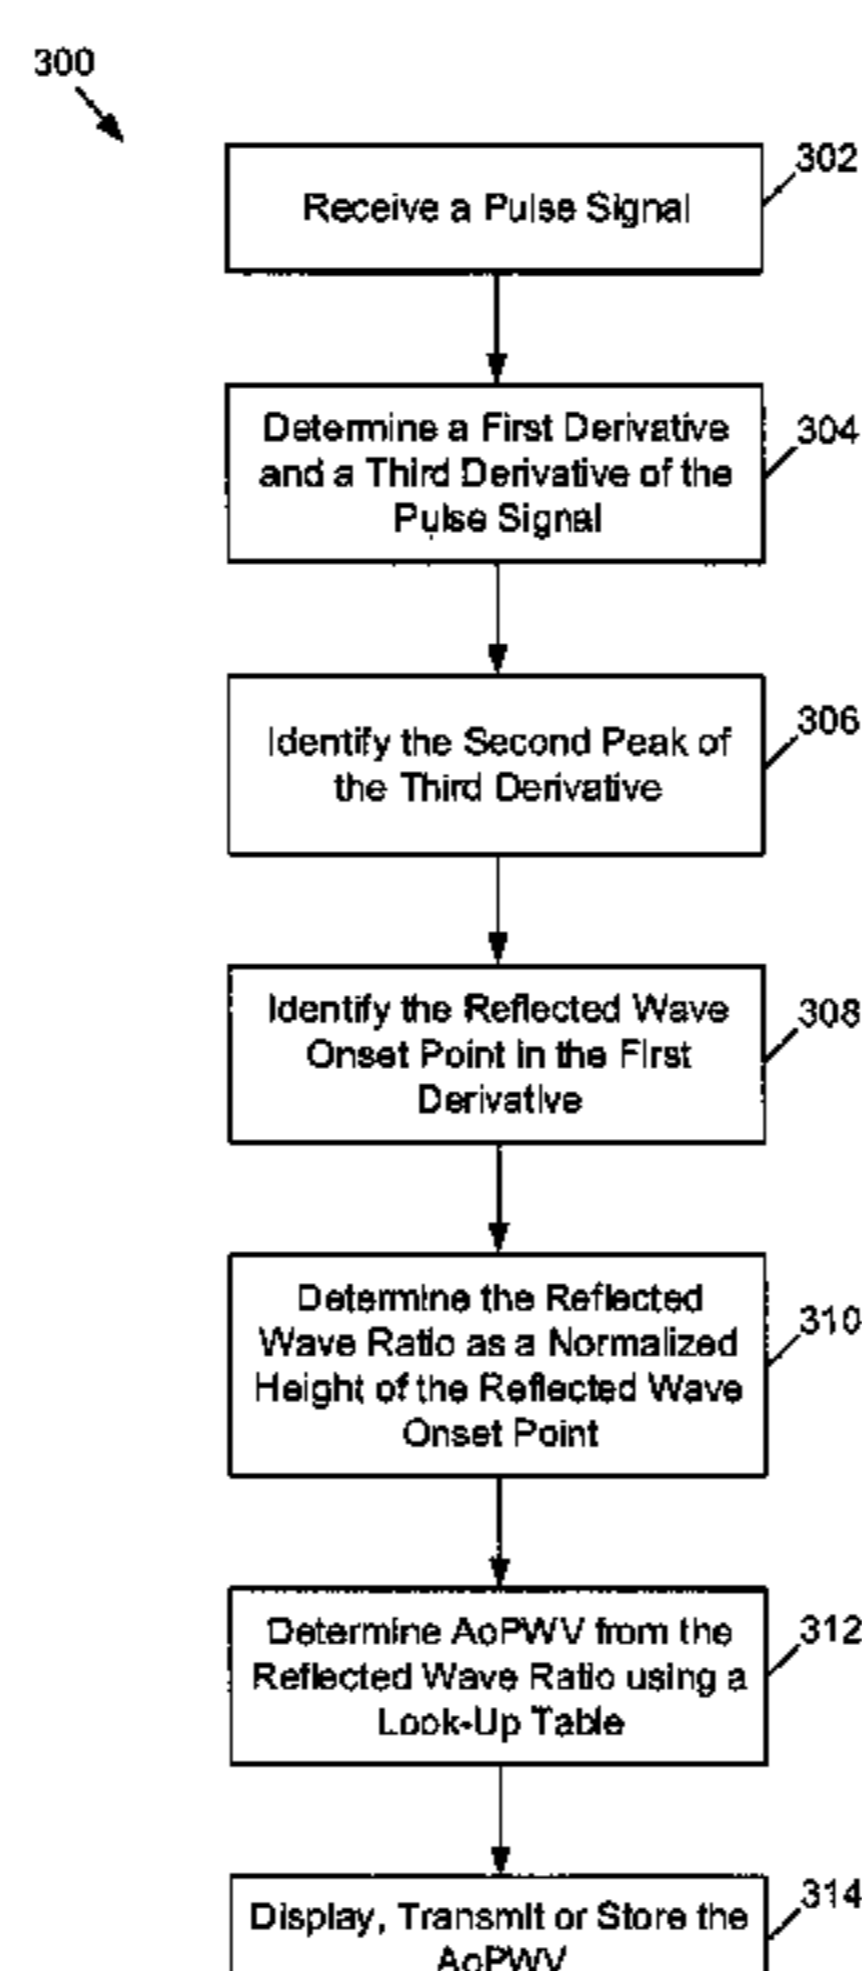 300
302
Receive a Pulse Signal
Determine a First Derivative
and a Third Derivative of the
Pulse Signal
304
Identify the Second Peak of
the Third Derivative
306
Identify the Reflected Wave
Onset Point in the First
Derivative
308
Determine the Reflected
Wave Ratio as a Normalized
Height of the Reflected Wave
Onset Point
310
Determine AoPWV from the
Reflected Wave Ratio using a
Look-Up Table
312
Display, Transmit or Store the
AoPWV
314